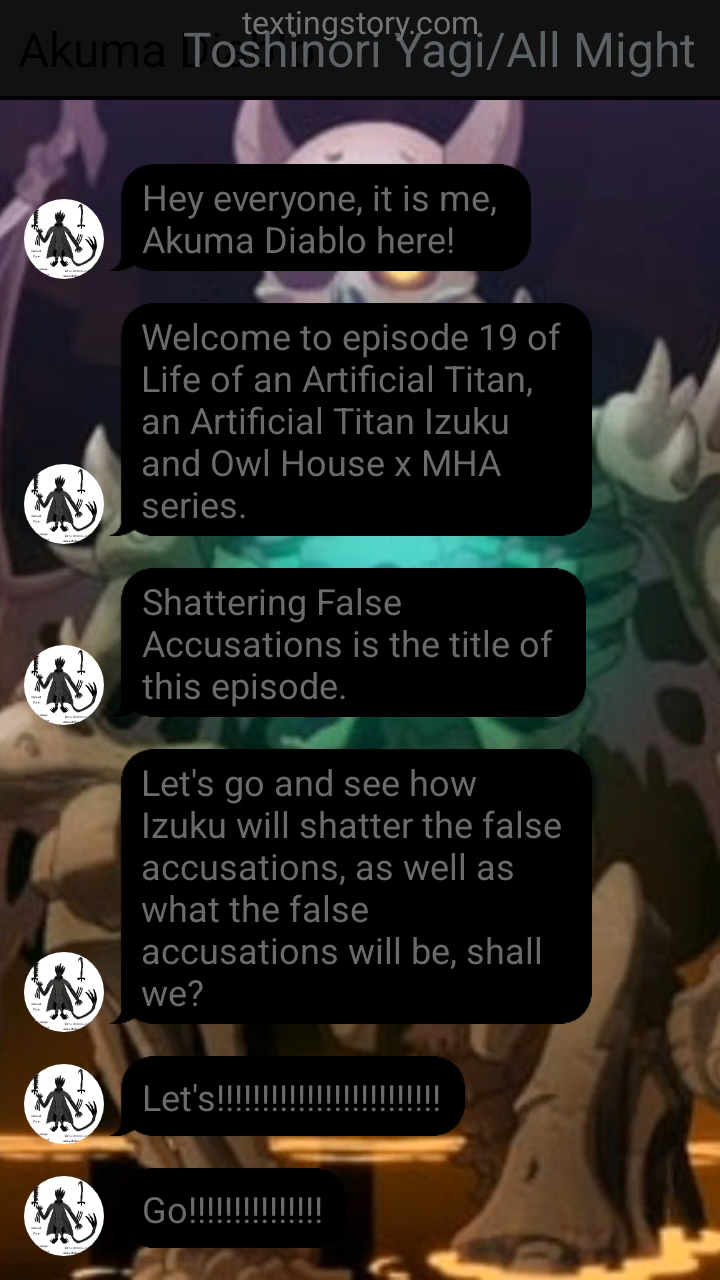 textingstory.com
Akuma Diablo Toshinori Yagi/All Might
Hey everyone, it is me,
Akuma Diablo here!
Welcome to episode 19 of
Life of an Artificial Titan,
an Artificial Titan Izuku
and Owl House x MHA
series.
Shattering False
Accusations is the title of
this episode.
Let's go and see how
Izuku will shatter the false
accusations, as well as
what the false
accusations will be, shall
we?
Let's!!!!!!!!!!!!!!!!!!!!!!!!!
Go!!!!!!!!!!!!!!!